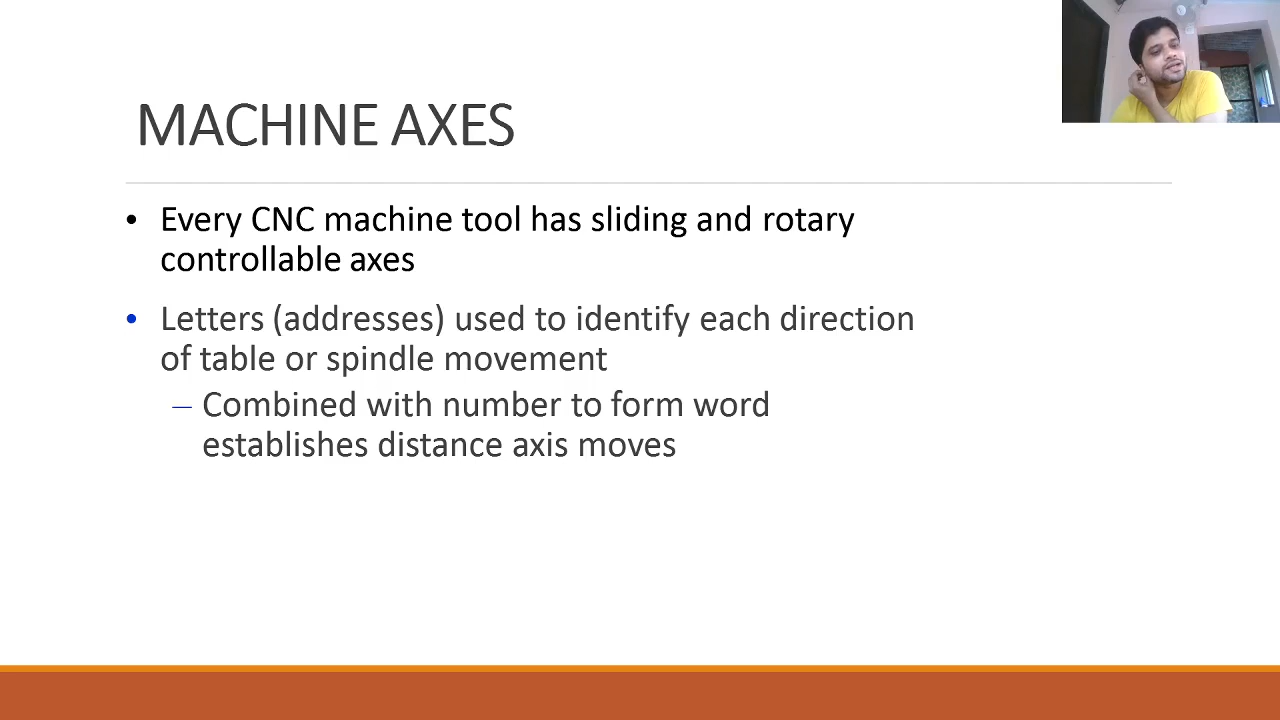 MACHINE AXES
• Every CNC machine tool has sliding and rotary
controllable axes
• Letters (addresses) used to identify each direction
of table or spindle movement
– Combined with number to form word
establishes distance axis moves